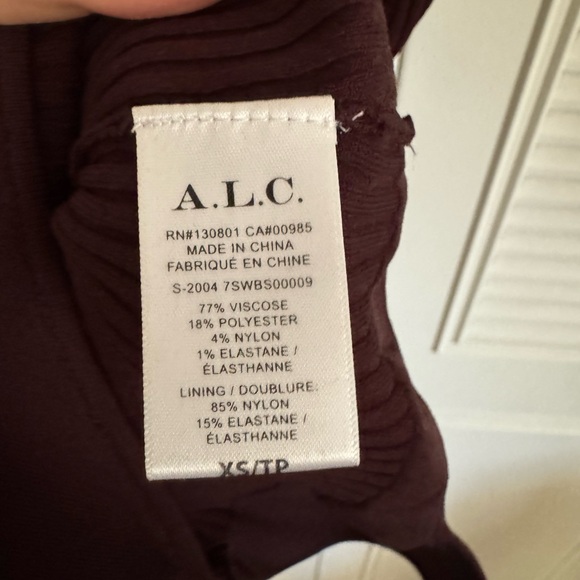 A.L.C.
RN#130801 CA#00985
MADE IN CHINA
FABRIQUÉ EN CHINE
S-2004 7SWBS00009
77% VISCOSE
18% POLYESTER
4% NYLON
1% ELASTANE /
ÉLASTHANNE
LINING / DOUBLURE:
85% NYLON
15% ELASTANE /
ÉLASTHANNE
XS/TP